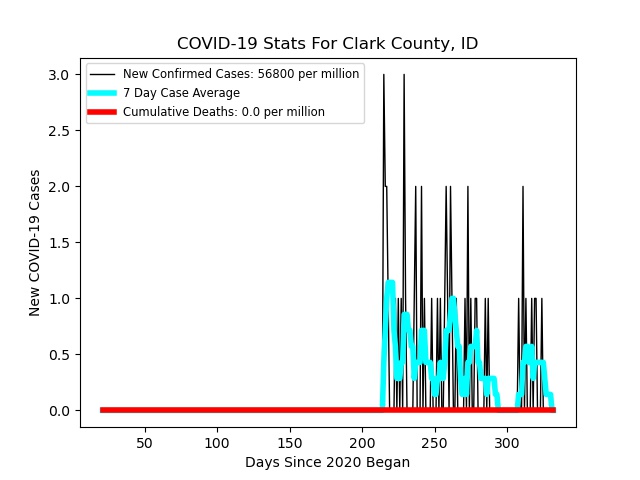 COVID-19 Stats For Clark County, ID
New Confirmed Cases: 56800 per million
7 Day Case Average
Cumulative Deaths: 0.0 per million
New COVID-19 Cases
3.0
2.5
2.0
1.5
1.0
0.5
0.0
50 100 150 200 250 300
Days Since 2020 Began